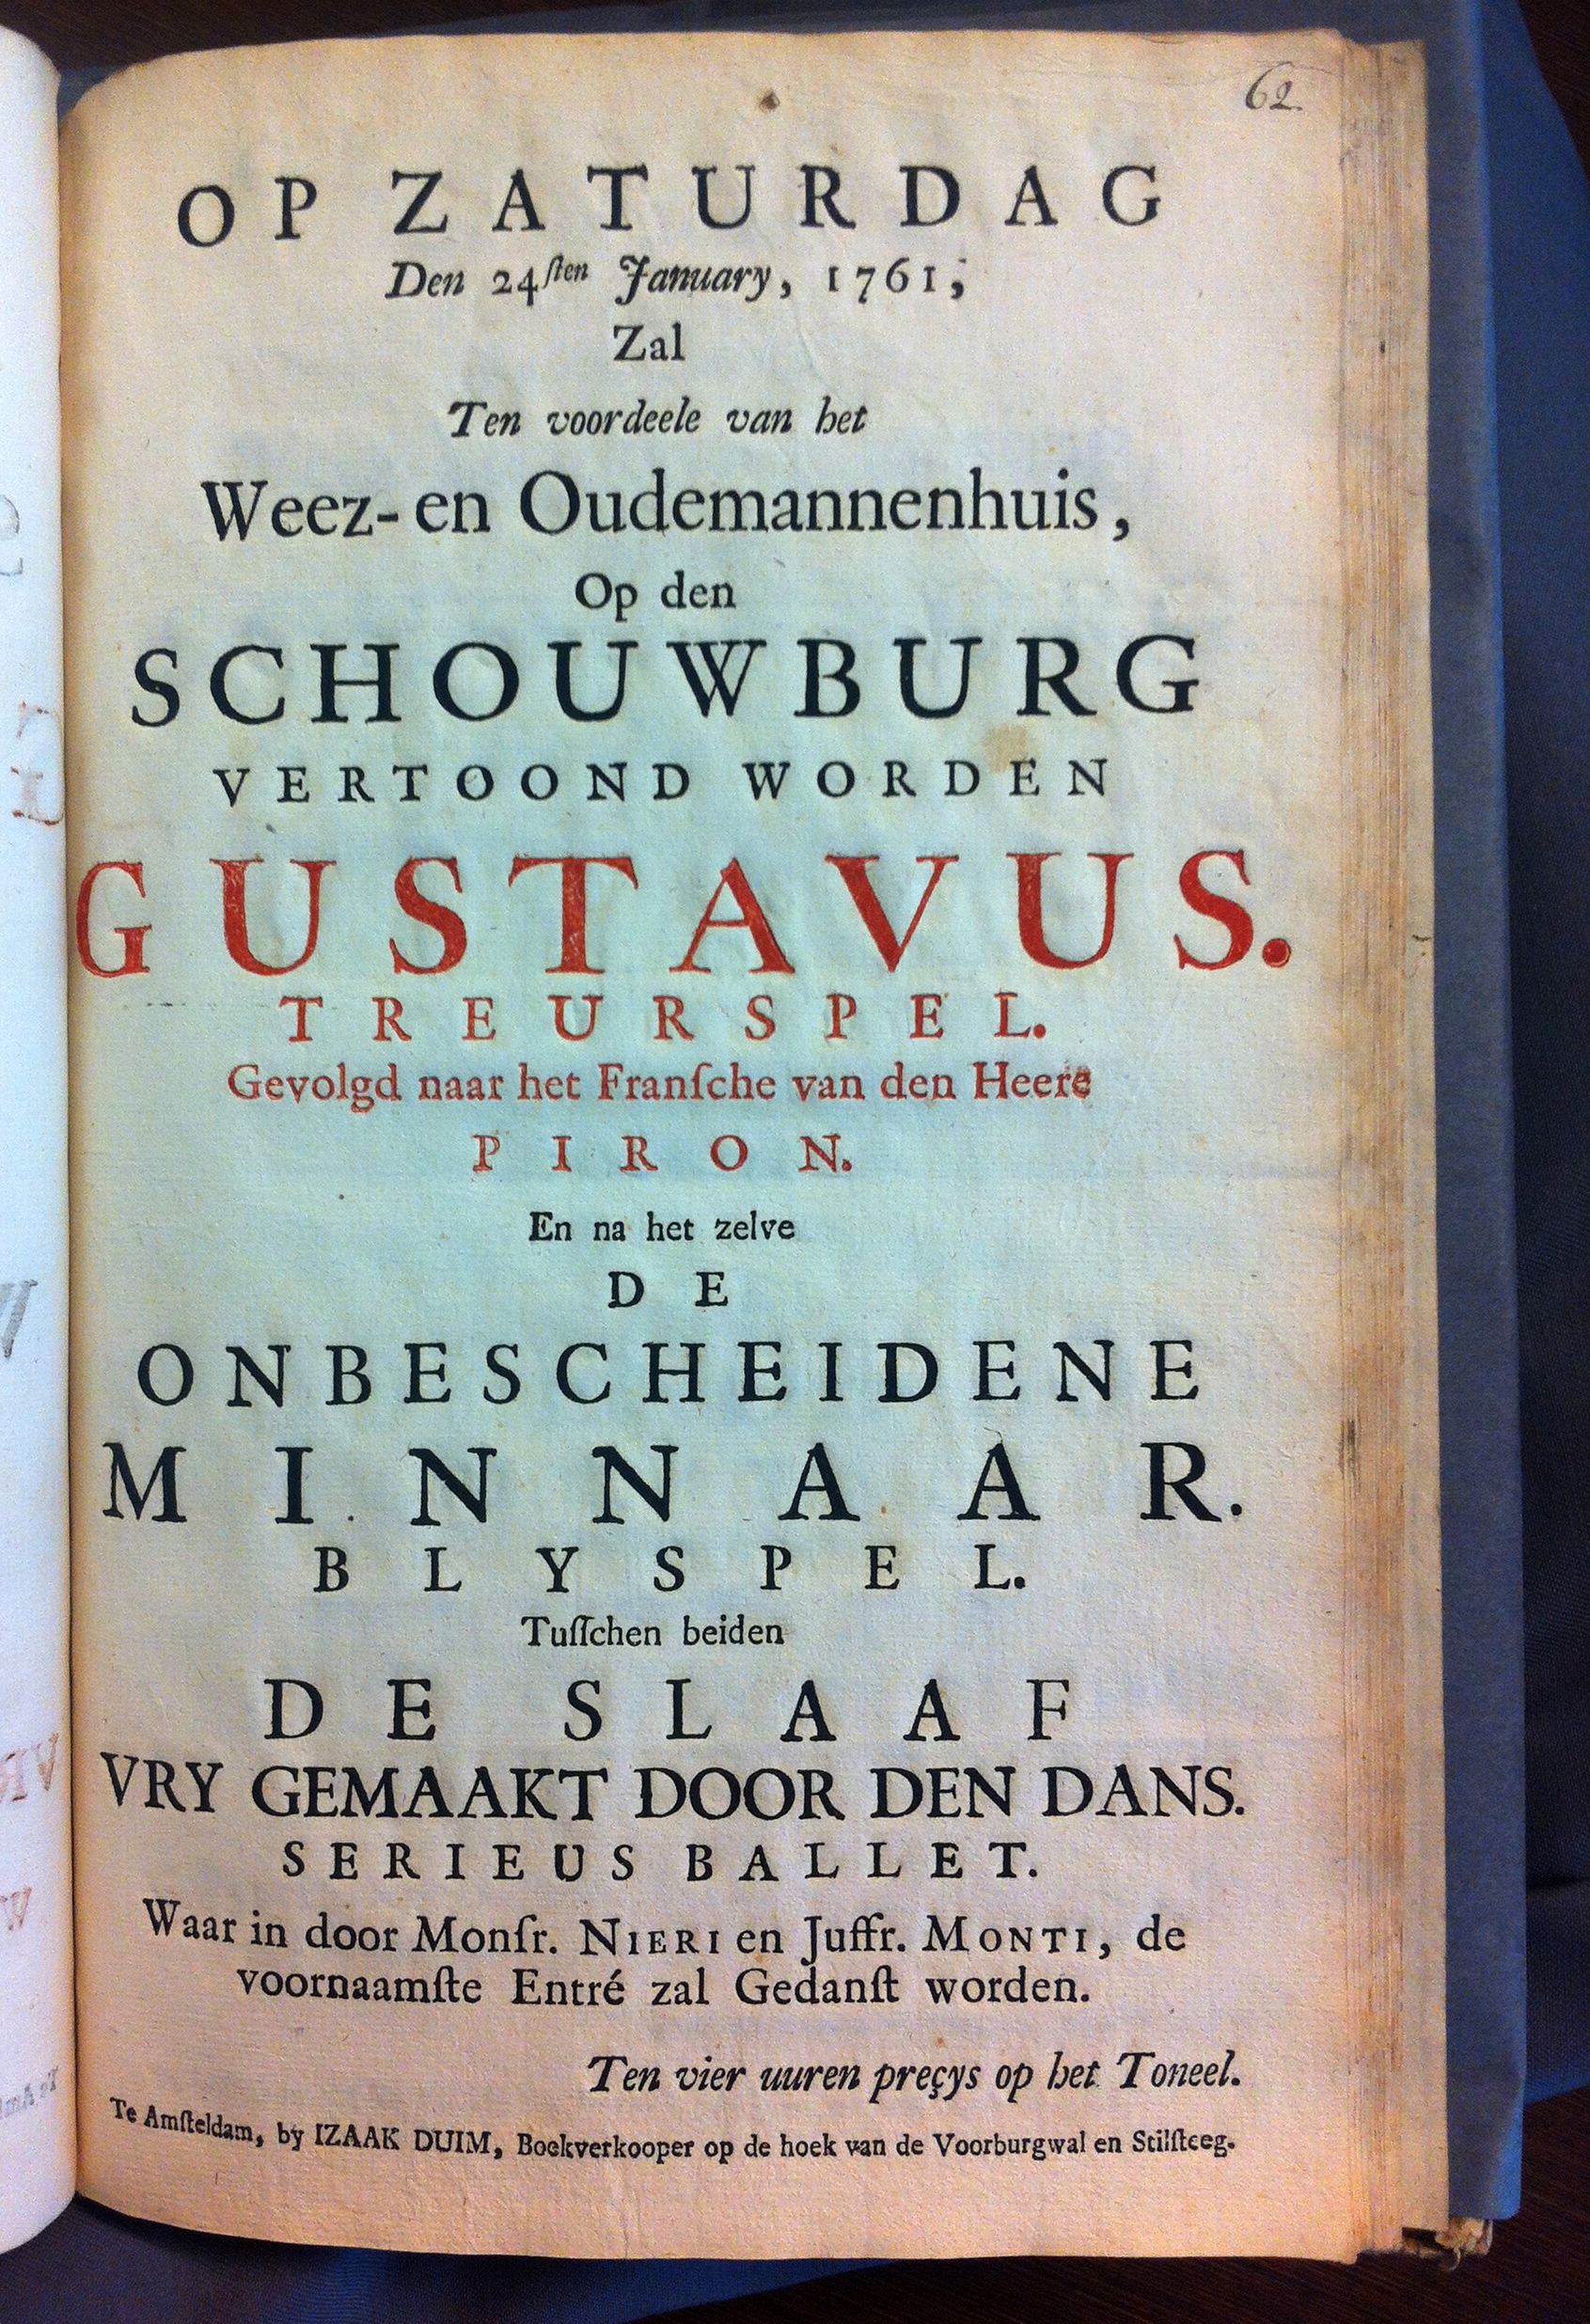 62.
OP ZATURDAG
Den 24ſten January, 1761;
Zal
Ten voordeele van het
Weez- en Oudemannenhuis,
Op den
SCHOUWBURG
VERTOOND WORDEN
GUSTAVUS.
TREURSPEL.
Gevolgd naar het Franſche van den Heere
PIRON.
En na het zelve
DE
ONBESCHEIDENE
MINNAAR.
BLYSPEL.
Tuſſchen beiden
DE SLAAF
VRY GEMAAKT DOOR DEN DANS.
SERIEUS BALLET.
Waar in door Monſr. NIERI en Juffr. MONTI, de
voornaamſte Entré zal Gedanſt worden.
Ten vier uuren preçys op het Toneel.
Te Amſteldam, by IZAAK DUIM, Boekverkooper op de hoek van de Voorburgwal en Stilſteeg.